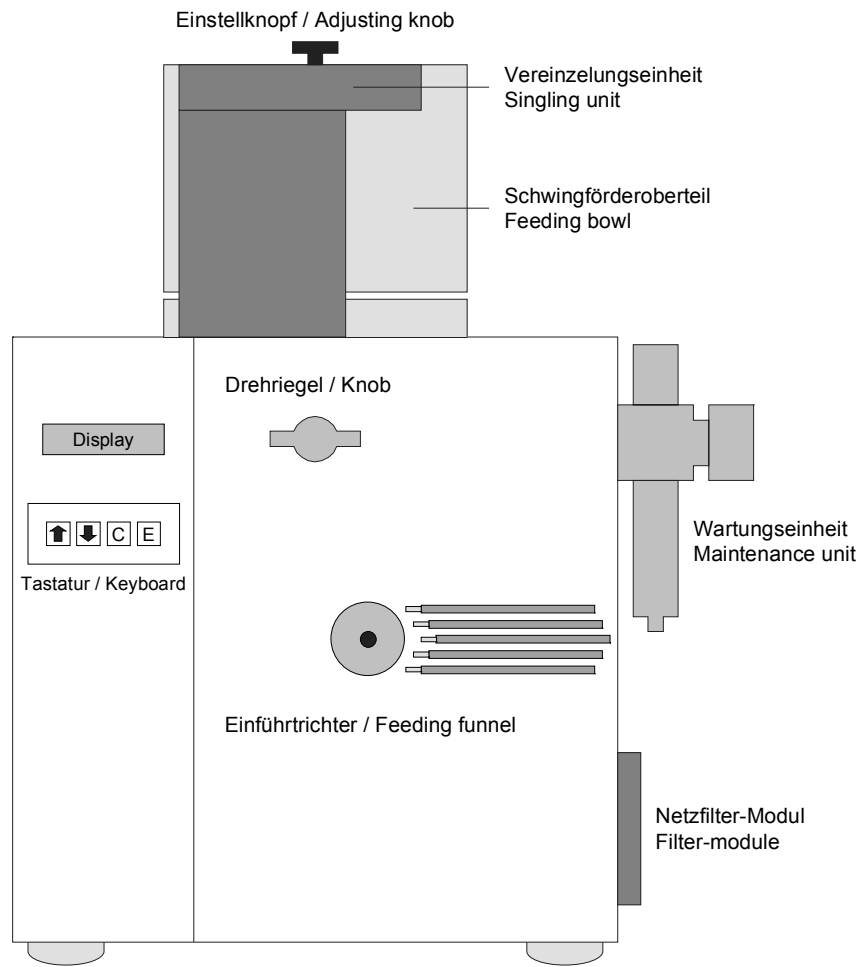 Einstellknopf / Adjusting knob
Vereinzelungseinheit
Singling unit
Schwingförderoberteil
Feeding bowl
Drehriegel / Knob
Display
C E
Tastatur / Keyboard
Wartungseinheit
Maintenance unit
Einführtrichter / Feeding funnel
Netzfilter-Modul
Filter-module